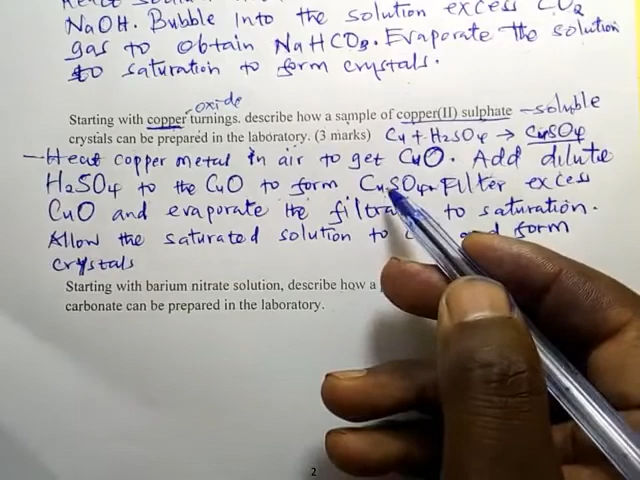 NaOH. Bubble into the solution excess CO2
gas to obtain NaHCO3. Evaporate the solution
to saturation to form crystals.
oxide
Starting with copper turnings. describe how a sample of copper(II) sulphate – soluble
crystals can be prepared in the laboratory. (3 marks) Cu + H2SO4 → CuSO4
– Heat copper metal in air to get CuO. Add dilute
H2SO4 to the CuO to form CuSO4. Filter excess
CuO and evaporate the to saturation.
Allow the saturated solution to form
crystals
Starting with barium nitrate solution, describe how a
carbonate can be prepared in the laboratory.
2